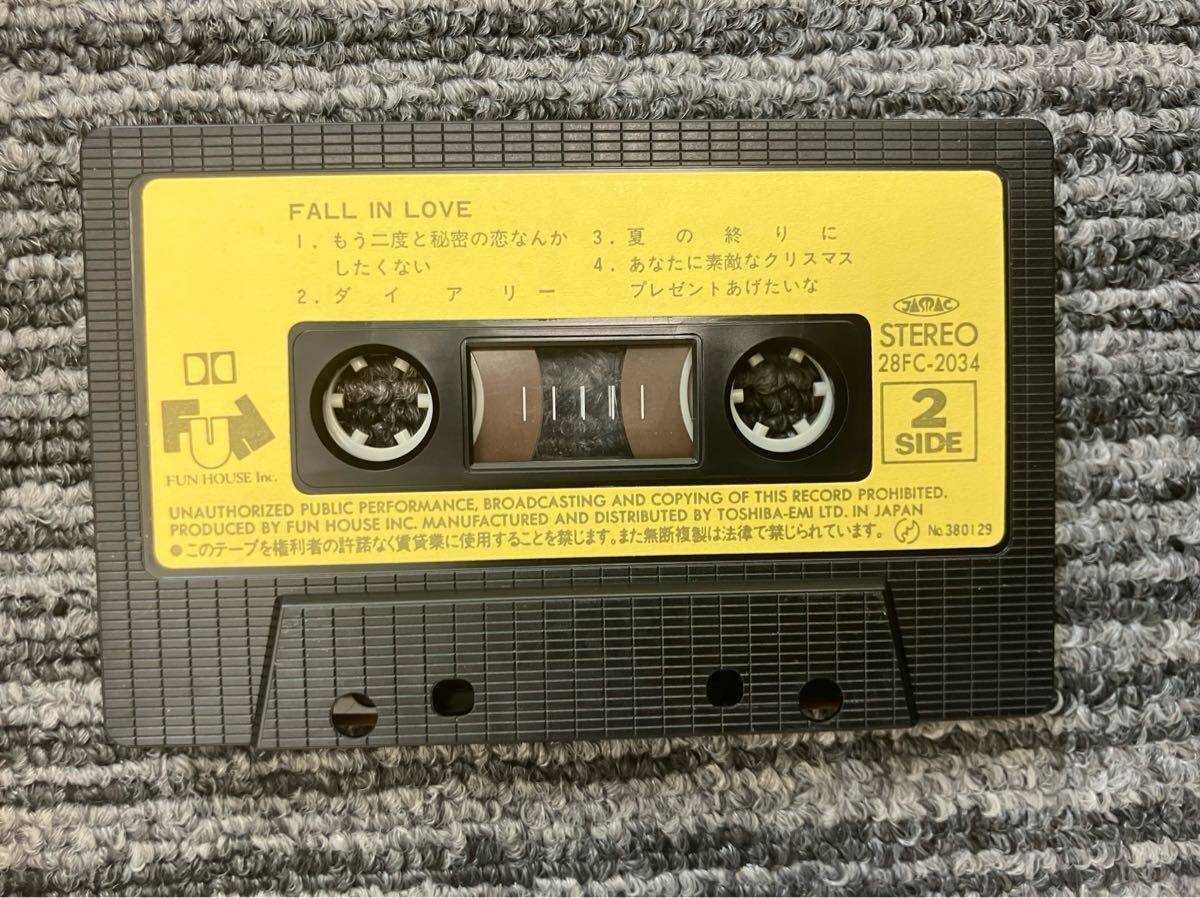 FALL IN LOVE
1. もう二度と秘密の恋なんか
したくない
2. ダイアリー
3. 夏の終りに
4. あなたに素敵なクリスマス
プレゼントあげたいな
JASRAC
STEREO
28FC-2034
2
SIDE
FUN
FUN HOUSE Inc.
UNAUTHORIZED PUBLIC PERFORMANCE, BROADCASTING AND COPYING OF THIS RECORD PROHIBITED.
PRODUCED BY FUN HOUSE INC. MANUFACTURED AND DISTRIBUTED BY TOSHIBA-EMI LTD. IN JAPAN
●このテープを権利者の許諾なく賃貸業に使用することを禁じます。また無断複製は法律で禁じられています。
No.380129